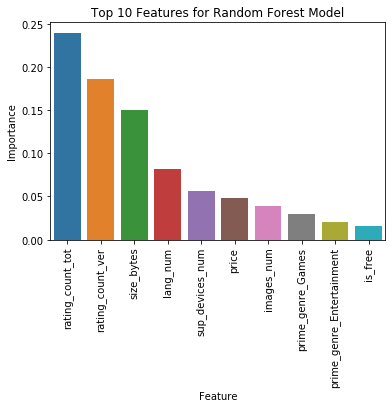 Top 10 Features for Random Forest Model
0.25
0.20
0.15
0.10
0.05
0.00
Importance
rating_count_tot
rating_count_ver
size_bytes
lang_num
sup_devices_num
price
images_num
prime_genre_Games
prime_genre_Entertainment
is_free
Feature